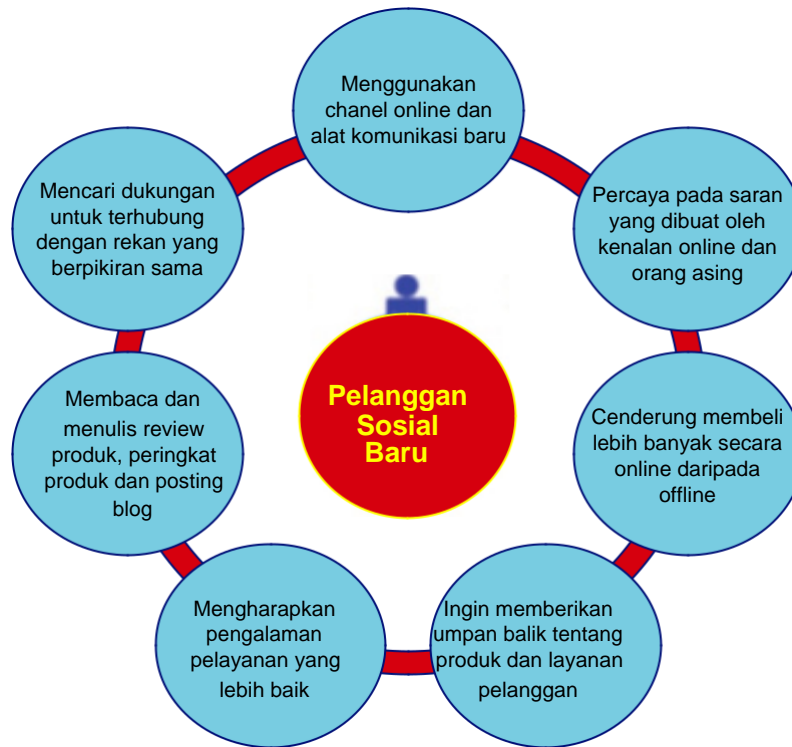 Menggunakan
chanel online dan
alat komunikasi baru
Percaya pada saran
yang dibuat oleh
kenalan online dan
orang asing
Cenderung membeli
lebih banyak secara
online daripada
offline
Ingin memberikan
umpan balik tentang
produk dan layanan
pelanggan
Mengharapkan
pengalaman
pelayanan yang
lebih baik
Membaca dan
menulis review
produk, peringkat
produk dan posting
blog
Mencari dukungan
untuk terhubung
dengan rekan yang
berpikiran sama
Pelanggan
Sosial
Baru